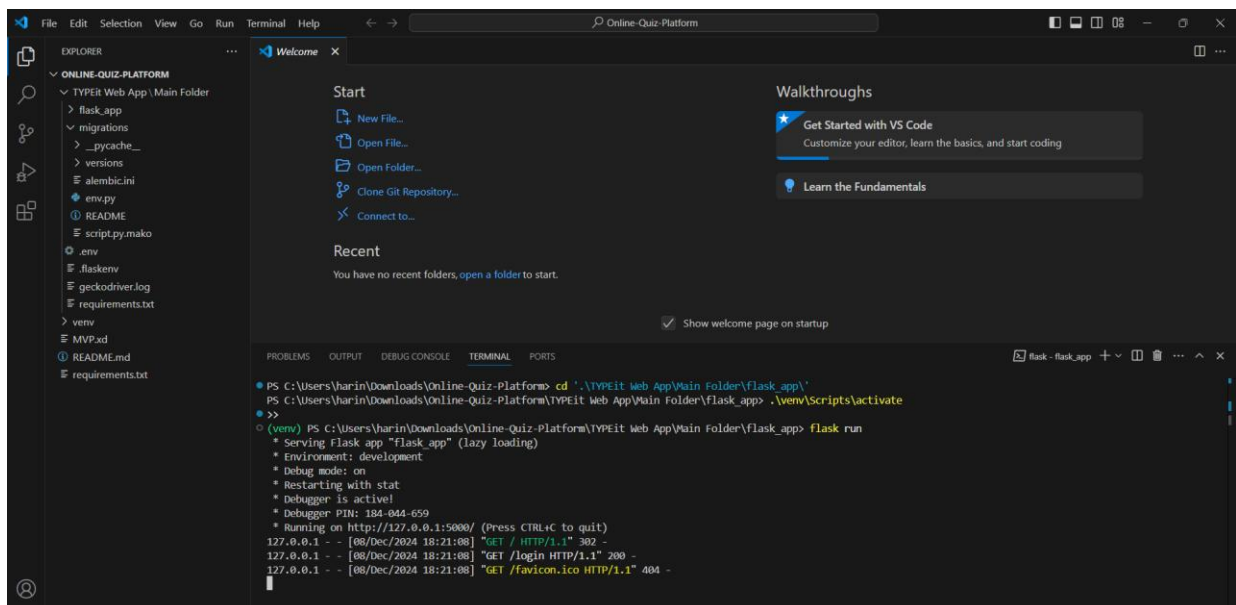 File Edit Selection View Go Run Terminal Help
Online-Quiz-Platform
EXPLORER
Welcome
ONLINE-QUIZ-PLATFORM
TYPEit Web App\Main Folder
flask_app
migrations
__pycache__
versions
alembic.ini
env.py
README
script.py.mako
.env
.flaskenv
geckodriver.log
requirements.txt
venv
MVP.xd
README.md
requirements.txt
Start
New File...
Open File...
Open Folder...
Clone Git Repository...
Connect to...
Recent
You have no recent folders, open a folder to start.
Walkthroughs
Get Started with VS Code
Customize your editor, learn the basics, and start coding
Learn the Fundamentals
Show welcome page on startup
PROBLEMS OUTPUT DEBUG CONSOLE TERMINAL PORTS
flask - flask_app
PS C:\Users\harin\Downloads\Online-Quiz-Platform> cd '.\TYPEit Web App\Main Folder\flask_app\'
PS C:\Users\harin\Downloads\Online-Quiz-Platform\TYPEit Web App\Main Folder\flask_app> .\venv\Scripts\activate
>>
(venv) PS C:\Users\harin\Downloads\Online-Quiz-Platform\TYPEit Web App\Main Folder\flask_app> flask run
* Serving Flask app "flask_app" (lazy loading)
* Environment: development
* Debug mode: on
* Restarting with stat
* Debugger is active!
* Debugger PIN: 184-044-659
* Running on http://127.0.0.1:5000/ (Press CTRL+C to quit)
127.0.0.1 - - [08/Dec/2024 18:21:08] "GET / HTTP/1.1" 302 -
127.0.0.1 - - [08/Dec/2024 18:21:08] "GET /login HTTP/1.1" 200 -
127.0.0.1 - - [08/Dec/2024 18:21:08] "GET /favicon.ico HTTP/1.1" 404 -